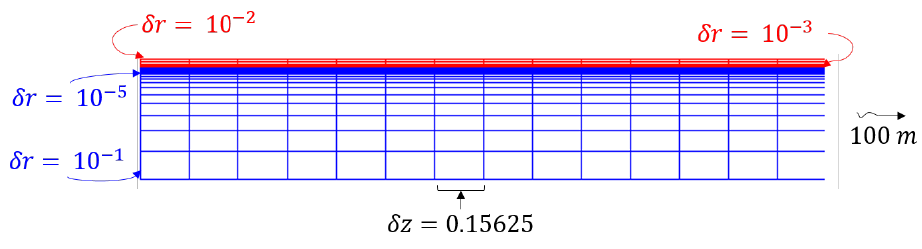 δr = 10⁻²
δr = 10⁻³
δr = 10⁻⁵
100 m
δr = 10⁻¹
δz = 0.15625